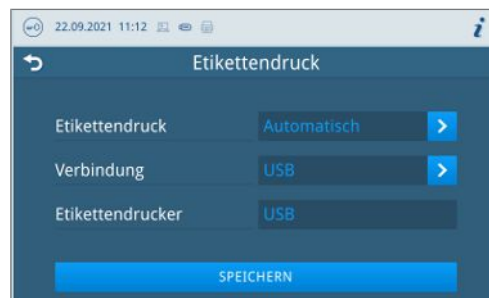 22.09.2021 11:12
Etikettendruck
Etikettendruck Automatisch
Verbindung USB
Etikettendrucker USB
SPEICHERN